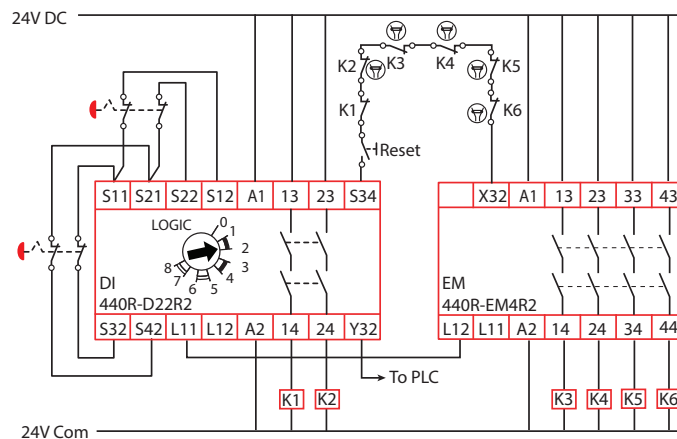 24V DC
K2 K3 K4 K5
K1 K6
Reset
S11 S21 S22 S12 A1 13 23 S34
X32 A1 13 23 33 43
LOGIC 0
1
2
3
4
5
6
7
8
DI
440R-D22R2
EM
440R-EM4R2
S32 S42 L11 L12 A2 14 24 Y32
L12 L11 A2 14 24 34 44
To PLC
K1 K2 K3 K4 K5 K6
24V Com